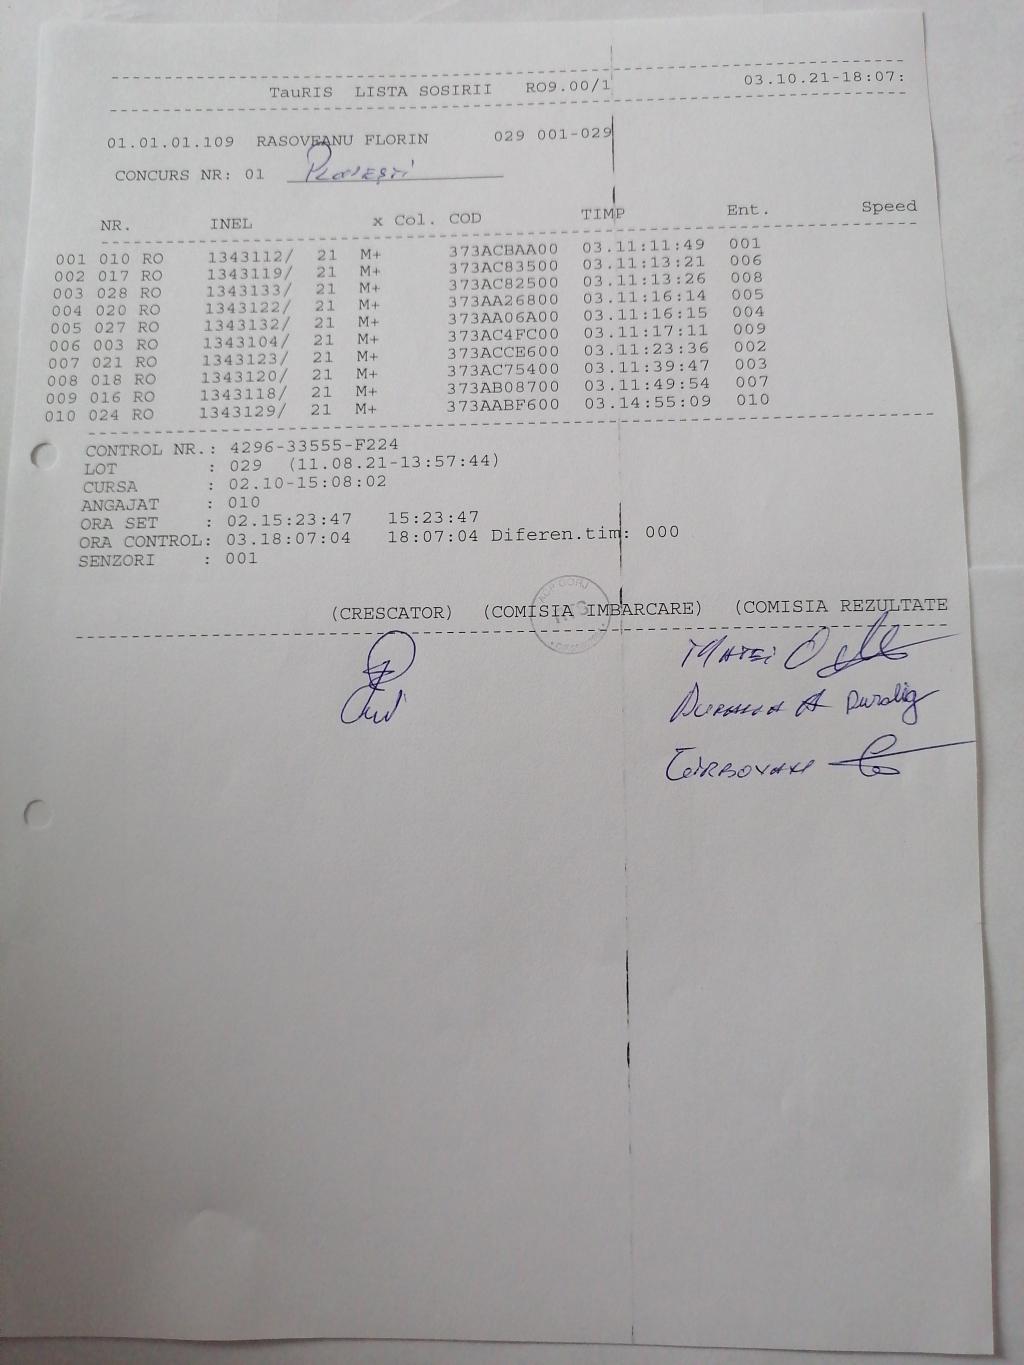 TauRIS LISTA SOSIRII RO9.00/1 03.10.21-18:07:
01.01.01.109 RASOVEANU FLORIN 029 001-029
CONCURS NR: 01 PLOIEȘTI
NR. INEL x Col. COD TIMP Ent. Speed
001 010 RO 1343112/ 21 M+ 373ACBAA00 03.11:11:49 001
002 017 RO 1343119/ 21 M+ 373AC83500 03.11:13:21 006
003 028 RO 1343133/ 21 M+ 373AC82500 03.11:13:26 008
004 020 RO 1343122/ 21 M+ 373AA26800 03.11:16:14 005
005 027 RO 1343132/ 21 M+ 373AA06A00 03.11:16:15 004
006 003 RO 1343104/ 21 M+ 373AC4FC00 03.11:17:11 009
007 021 RO 1343123/ 21 M+ 373ACCE600 03.11:23:36 002
008 018 RO 1343120/ 21 M+ 373AC75400 03.11:39:47 003
009 016 RO 1343118/ 21 M+ 373AB08700 03.11:49:54 007
010 024 RO 1343129/ 21 M+ 373AABF600 03.14:55:09 010
CONTROL NR.: 4296-33555-F224
LOT : 029 (11.08.21-13:57:44)
CURSA : 02.10-15:08:02
ANGAJAT : 010
ORA SET : 02.15:23:47 15:23:47
ORA CONTROL: 03.18:07:04 18:07:04 Diferen.tim: 000
SENZORI : 001
(CRESCATOR) (COMISIA IMBARCARE) (COMISIA REZULTATE
MATEI